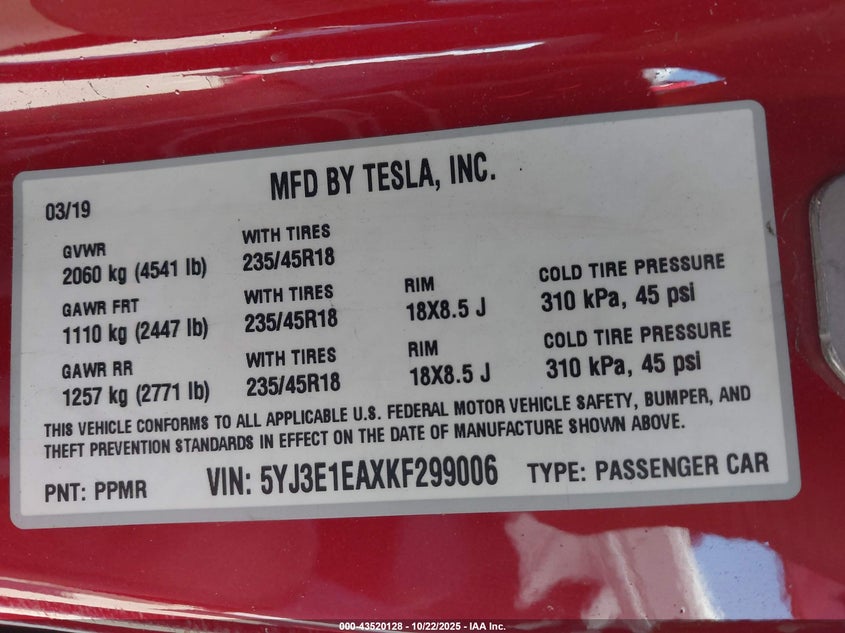 MFD BY TESLA, INC.
03/19
GVWR
2060 kg (4541 lb)
WITH TIRES
235/45R18
GAWR FRT
1110 kg (2447 lb)
WITH TIRES
235/45R18
RIM
18X8.5 J
COLD TIRE PRESSURE
310 kPa, 45 psi
GAWR RR
1257 kg (2771 lb)
WITH TIRES
235/45R18
RIM
18X8.5 J
COLD TIRE PRESSURE
310 kPa, 45 psi
THIS VEHICLE CONFORMS TO ALL APPLICABLE U.S. FEDERAL MOTOR VEHICLE SAFETY, BUMPER, AND
THEFT PREVENTION STANDARDS IN EFFECT ON THE DATE OF MANUFACTURE SHOWN ABOVE.
PNT: PPMR VIN: 5YJ3E1EAXKF299006 TYPE: PASSENGER CAR
000-43520128 - 10/22/2025 - IAA Inc.